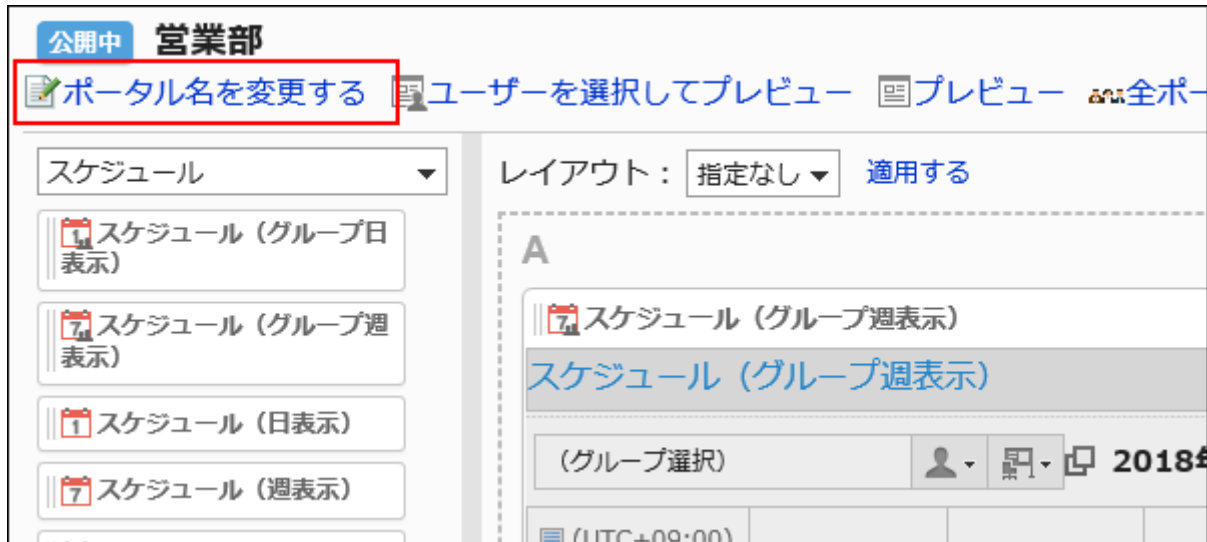 公開中 営業部
ポータル名を変更する ユーザーを選択してプレビュー プレビュー 全ポー
スケジュール
レイアウト： 指定なし 適用する
スケジュール（グループ日
表示）
スケジュール（グループ週
表示）
スケジュール（日表示）
スケジュール（週表示）
A
スケジュール（グループ週表示）
スケジュール（グループ週表示）
（グループ選択） 2018年
(UTC+09:00)